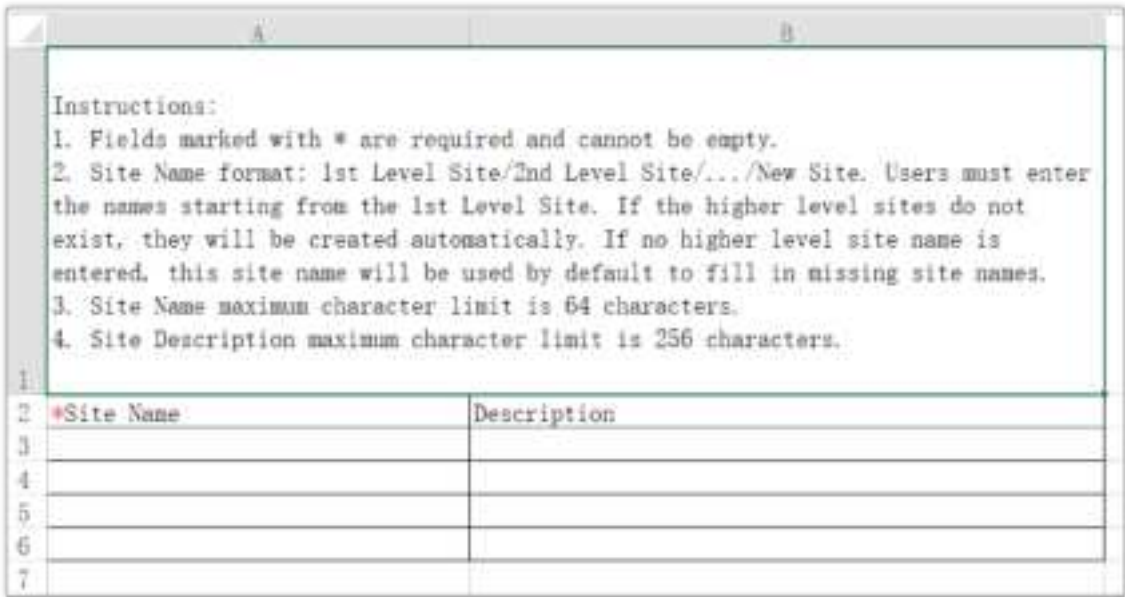 A B
Instructions:
1. Fields marked with * are required and cannot be empty.
2. Site Name format: 1st Level Site/2nd Level Site/.../New Site. Users must enter
the names starting from the 1st Level Site. If the higher level sites do not
exist, they will be created automatically. If no higher level site name is
entered, this site name will be used by default to fill in missing site names.
3. Site Name maximum character limit is 64 characters.
4. Site Description maximum character limit is 256 characters.
1
2 *Site Name Description
3
4
5
6
7